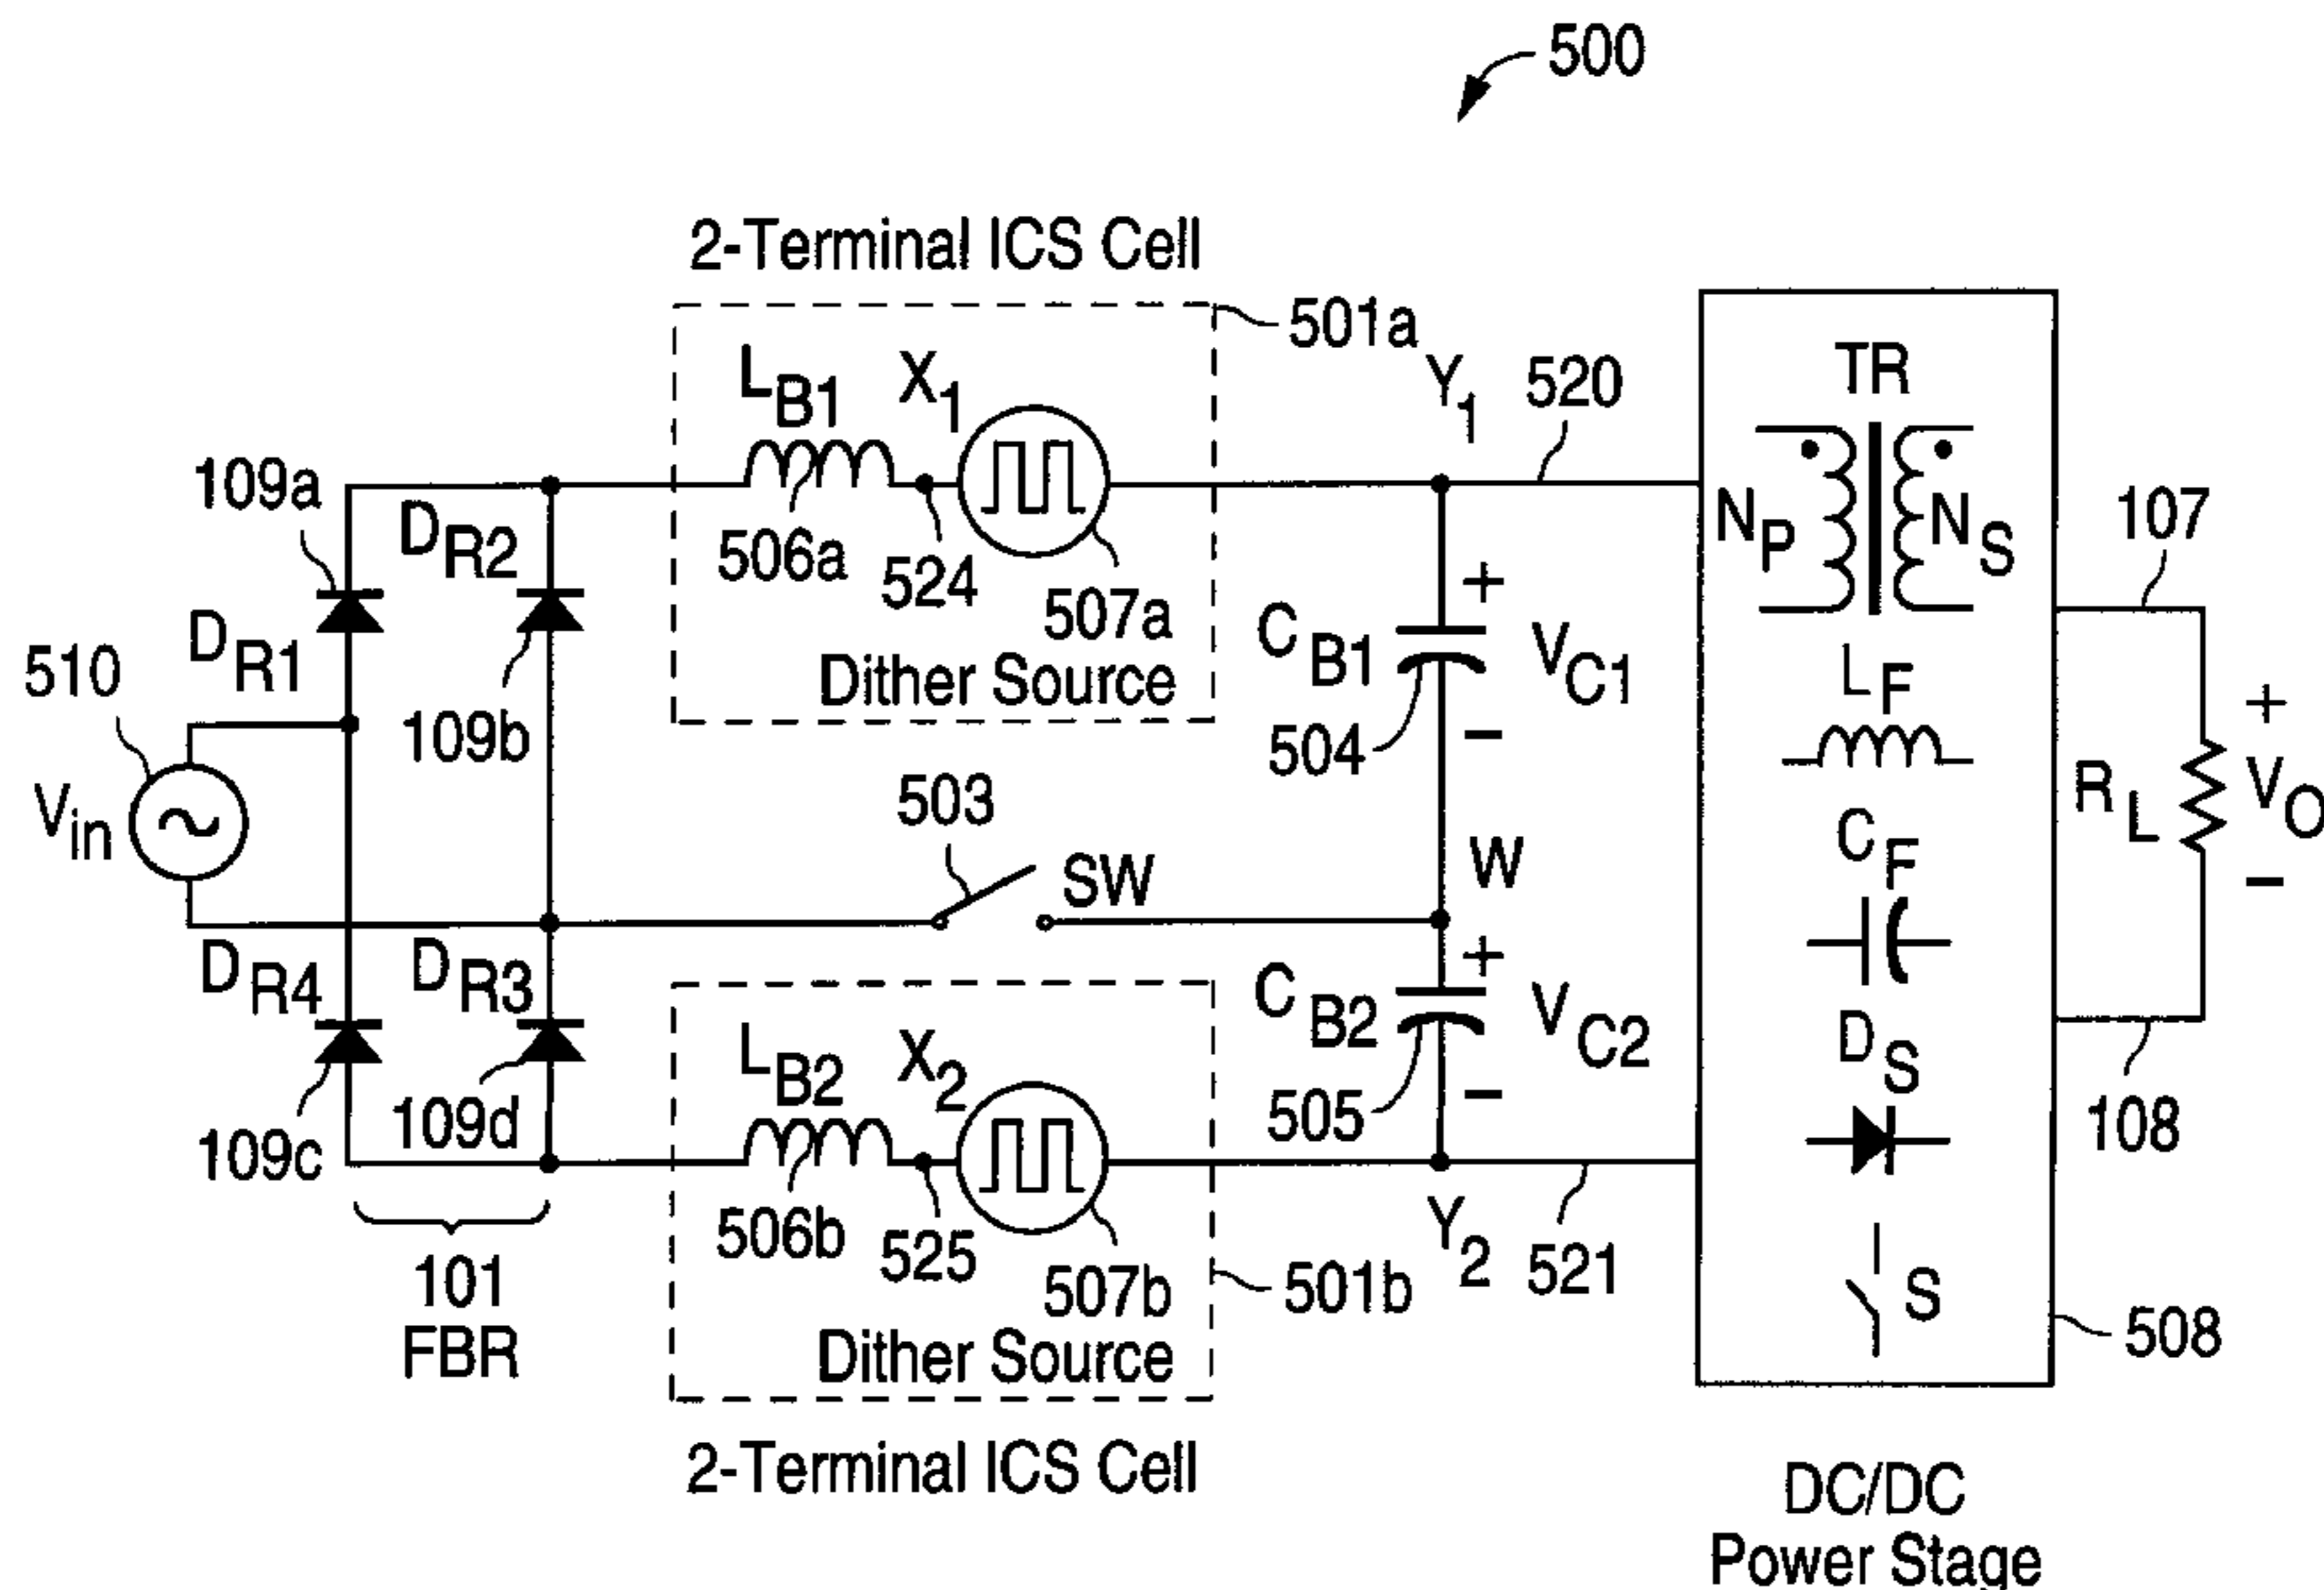 500
2-Terminal ICS Cell
501a
L B1
X 1
Y 1
520
TR
109a
D R2
506a
524
507a
N P
N S
107
C B1
+
V C1
D R1
510
Dither Source
L F
109b
504
−
+
V in
503
SW
W
R L
V O
C F
−
D R4
D R3
+
C B2
V C2
L B2
X 2
D S
109c
109d
505
−
108
506b
525
507b
Y 2
521
501b
S
508
101
FBR
Dither Source
2-Terminal ICS Cell
DC/DC
Power Stage